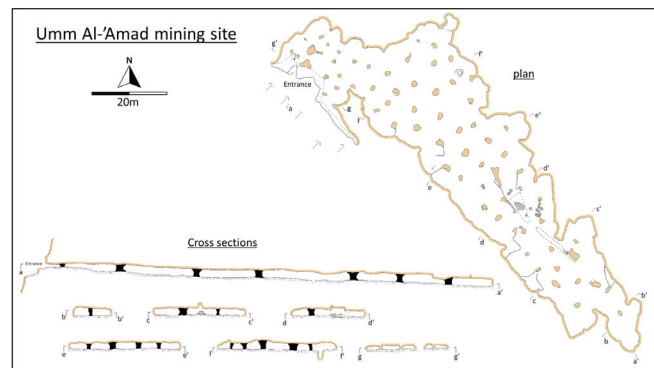 Umm Al-'Amad mining site
N
20m
plan
Entrance
g'
f'
a
g
f
e'
e
d'
c'
d
c
b'
b
a'
Cross sections
Entrance
a
a'
b
b'
c
c'
d
d'
e
e'
f'
f'
g
g'